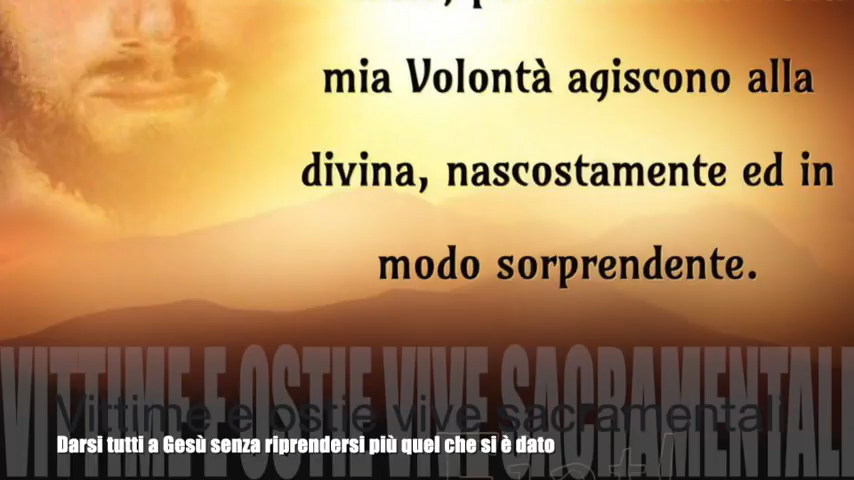 mia Volontà agiscono alla
divina, nascostamente ed in
modo sorprendente.
VITTIME E OSTIE VIVE SACRAMENTALI
Vittime e ostie vive sacramentali
Darsi tutti a Gesù senza riprendersi più quel che si è dato